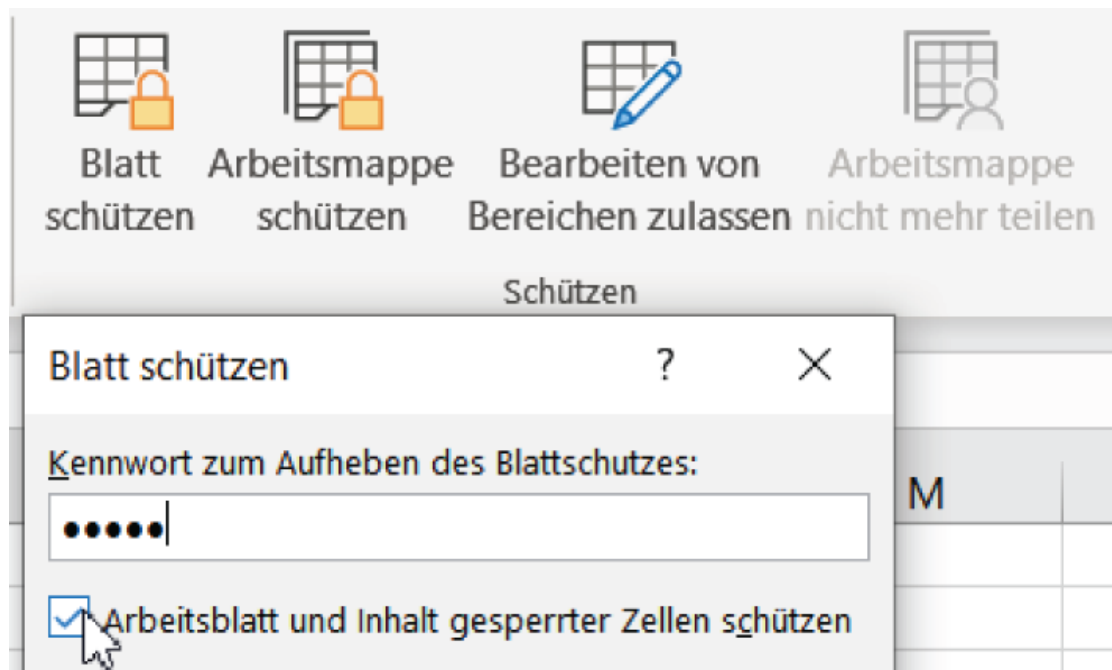 Blatt schützen
Arbeitsmappe schützen
Bearbeiten von Bereichen zulassen
Arbeitsmappe nicht mehr teilen
Schützen
Blatt schützen ?
Kennwort zum Aufheben des Blattschutzes:
•••••
M
Arbeitsblatt und Inhalt gesperrter Zellen schützen